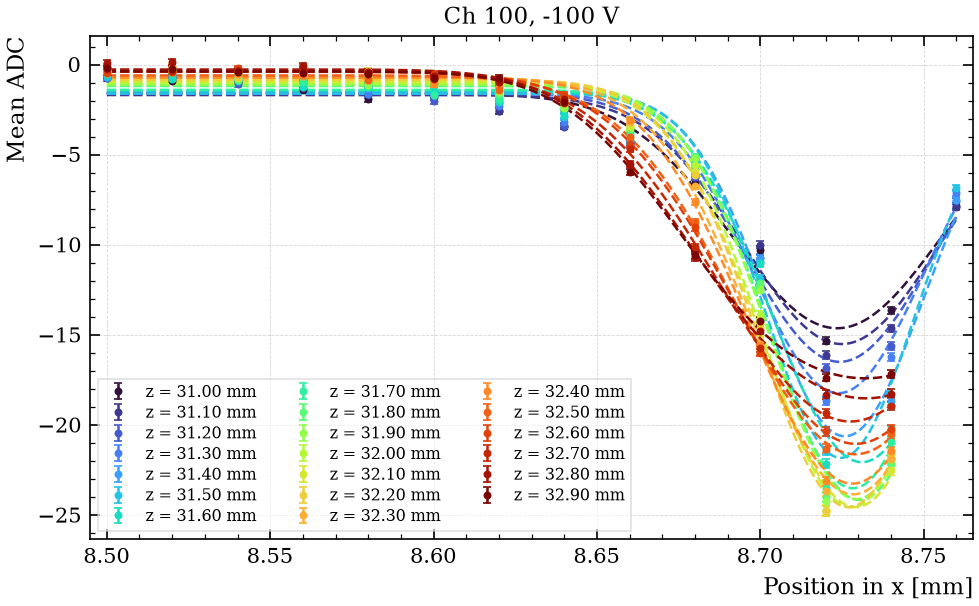 Ch 100, -100 V
Mean ADC
0
−5
−10
−15
−20
−25
z = 31.00 mm
z = 31.10 mm
z = 31.20 mm
z = 31.30 mm
z = 31.40 mm
z = 31.50 mm
z = 31.60 mm
z = 31.70 mm
z = 31.80 mm
z = 31.90 mm
z = 32.00 mm
z = 32.10 mm
z = 32.20 mm
z = 32.30 mm
z = 32.40 mm
z = 32.50 mm
z = 32.60 mm
z = 32.70 mm
z = 32.80 mm
z = 32.90 mm
8.50 8.55 8.60 8.65 8.70 8.75
Position in x [mm]